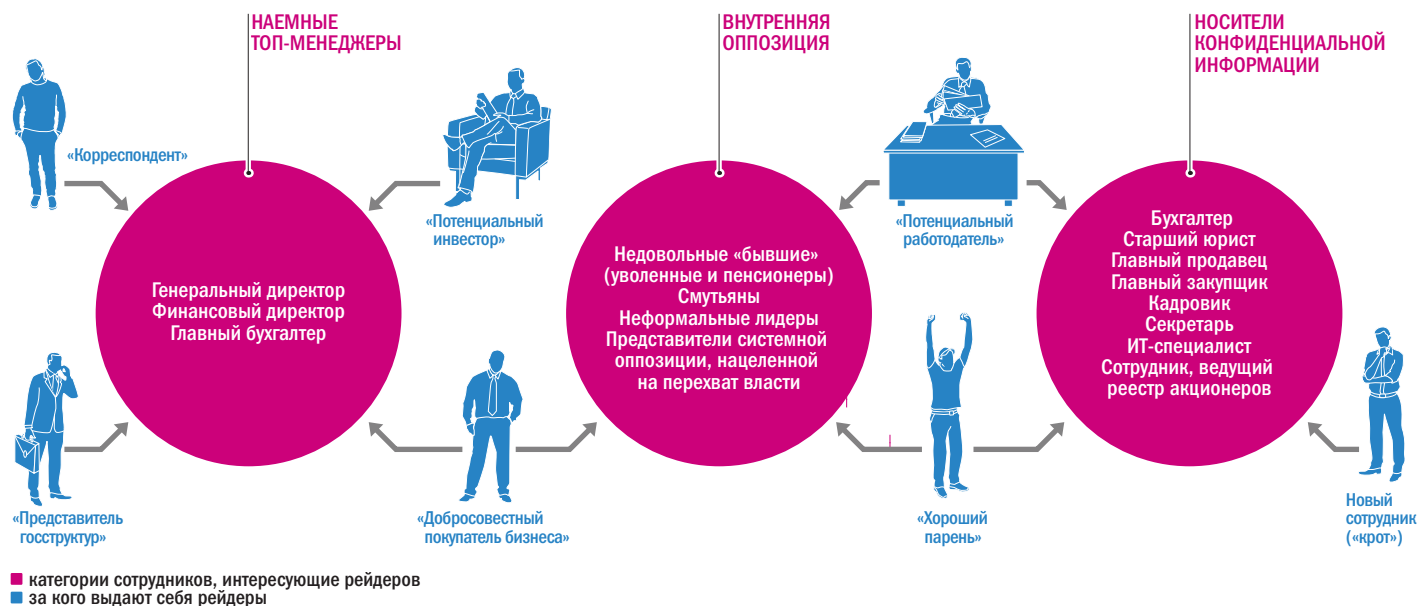 НАЕМНЫЕ
ТОП-МЕНЕДЖЕРЫ
ВНУТРЕННЯЯ
ОППОЗИЦИЯ
НОСИТЕЛИ
КОНФИДЕНЦИАЛЬНОЙ
ИНФОРМАЦИИ
«Корреспондент»
«Потенциальный
инвестор»
«Потенциальный
работодатель»
Генеральный директор
Финансовый директор
Главный бухгалтер
Недовольные «бывшие»
(уволенные и пенсионеры)
Смутьяны
Неформальные лидеры
Представители системной
оппозиции, нацеленной
на перехват власти
Бухгалтер
Старший юрист
Главный продавец
Главный закупщик
Кадровик
Секретарь
ИТ-специалист
Сотрудник, ведущий
реестр акционеров
«Представитель
госструктур»
«Добросовестный
покупатель бизнеса»
«Хороший
парень»
Новый
сотрудник
(«крот»)
категории сотрудников, интересующие рейдеров
за кого выдают себя рейдеры